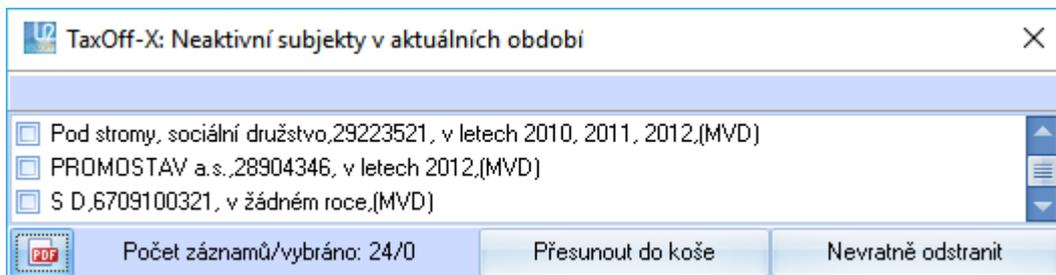 TaxOff-X: Neaktivní subjekty v aktuálních období
Pod stromy, sociální družstvo,29223521, v letech 2010, 2011, 2012,(MVD)
PROMOSTAV a.s.,28904346, v letech 2012,(MVD)
S D,6709100321, v žádném roce,(MVD)
PDF Počet záznamů/vybráno: 24/0 Přesunout do koše Nevratně odstranit